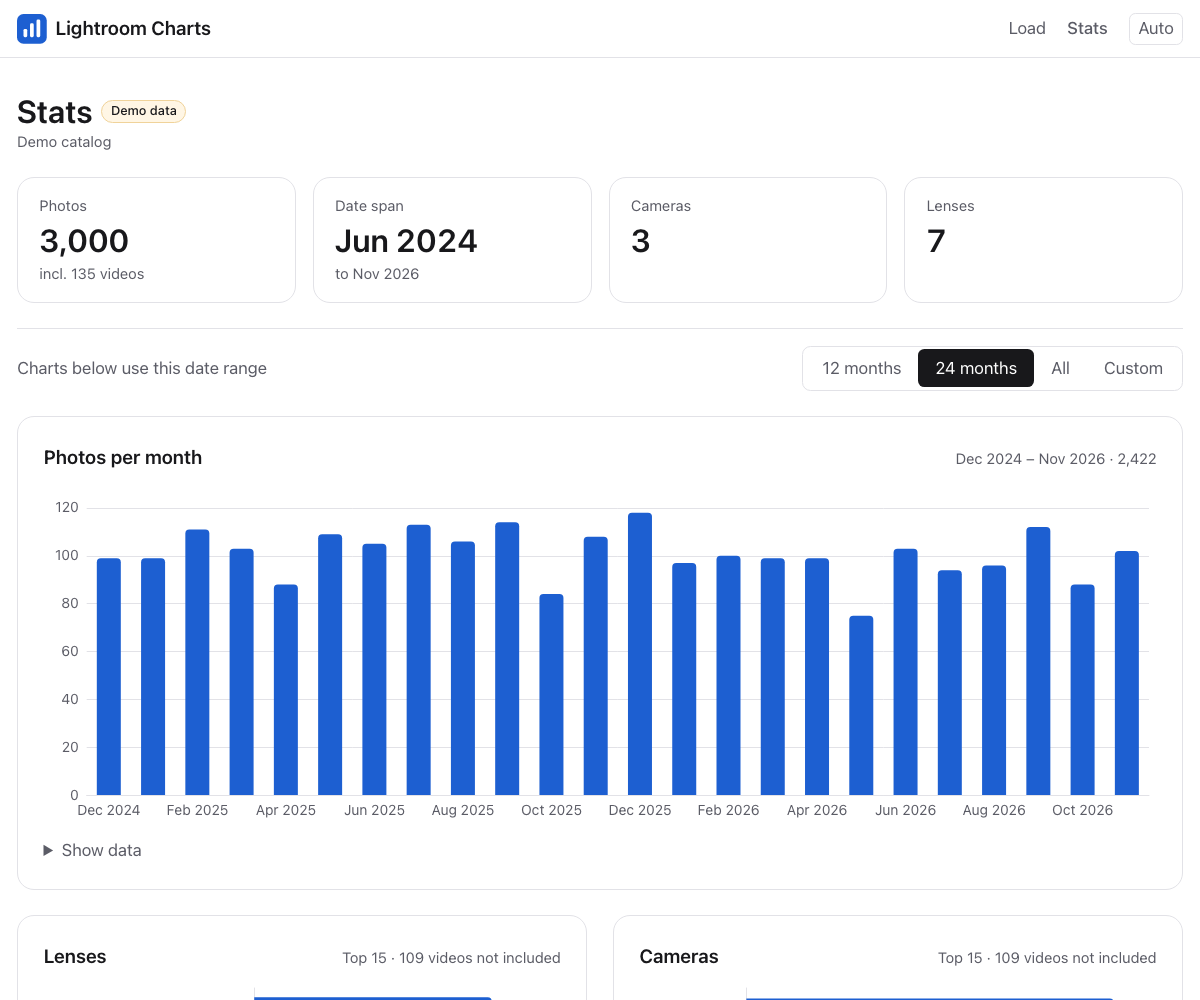 Lightroom Charts
Load Stats Auto
Stats Demo data
Demo catalog
Photos
3,000
incl. 135 videos
Date span
Jun 2024
to Nov 2026
Cameras
3
Lenses
7
Charts below use this date range
12 months 24 months All Custom
Photos per month
Dec 2024 – Nov 2026 · 2,422
120
100
80
60
40
20
0
Dec 2024 Feb 2025 Apr 2025 Jun 2025 Aug 2025 Oct 2025 Dec 2025 Feb 2026 Apr 2026 Jun 2026 Aug 2026 Oct 2026
Show data
Lenses
Top 15 · 109 videos not included
Cameras
Top 15 · 109 videos not included